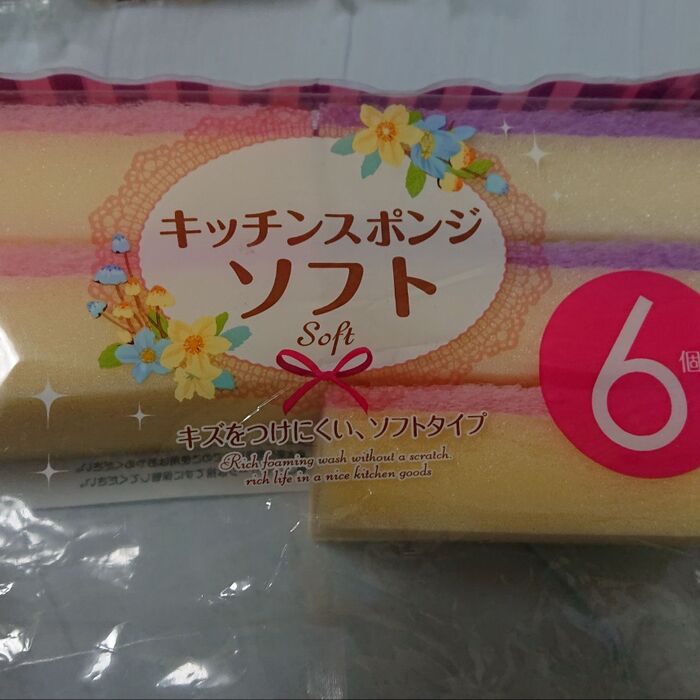 キッチンスポンジ
ソフト
Soft
6個
キズをつけにくい、ソフトタイプ
Rich foaming wash without a scratch.
rich life in a nice kitchen goods